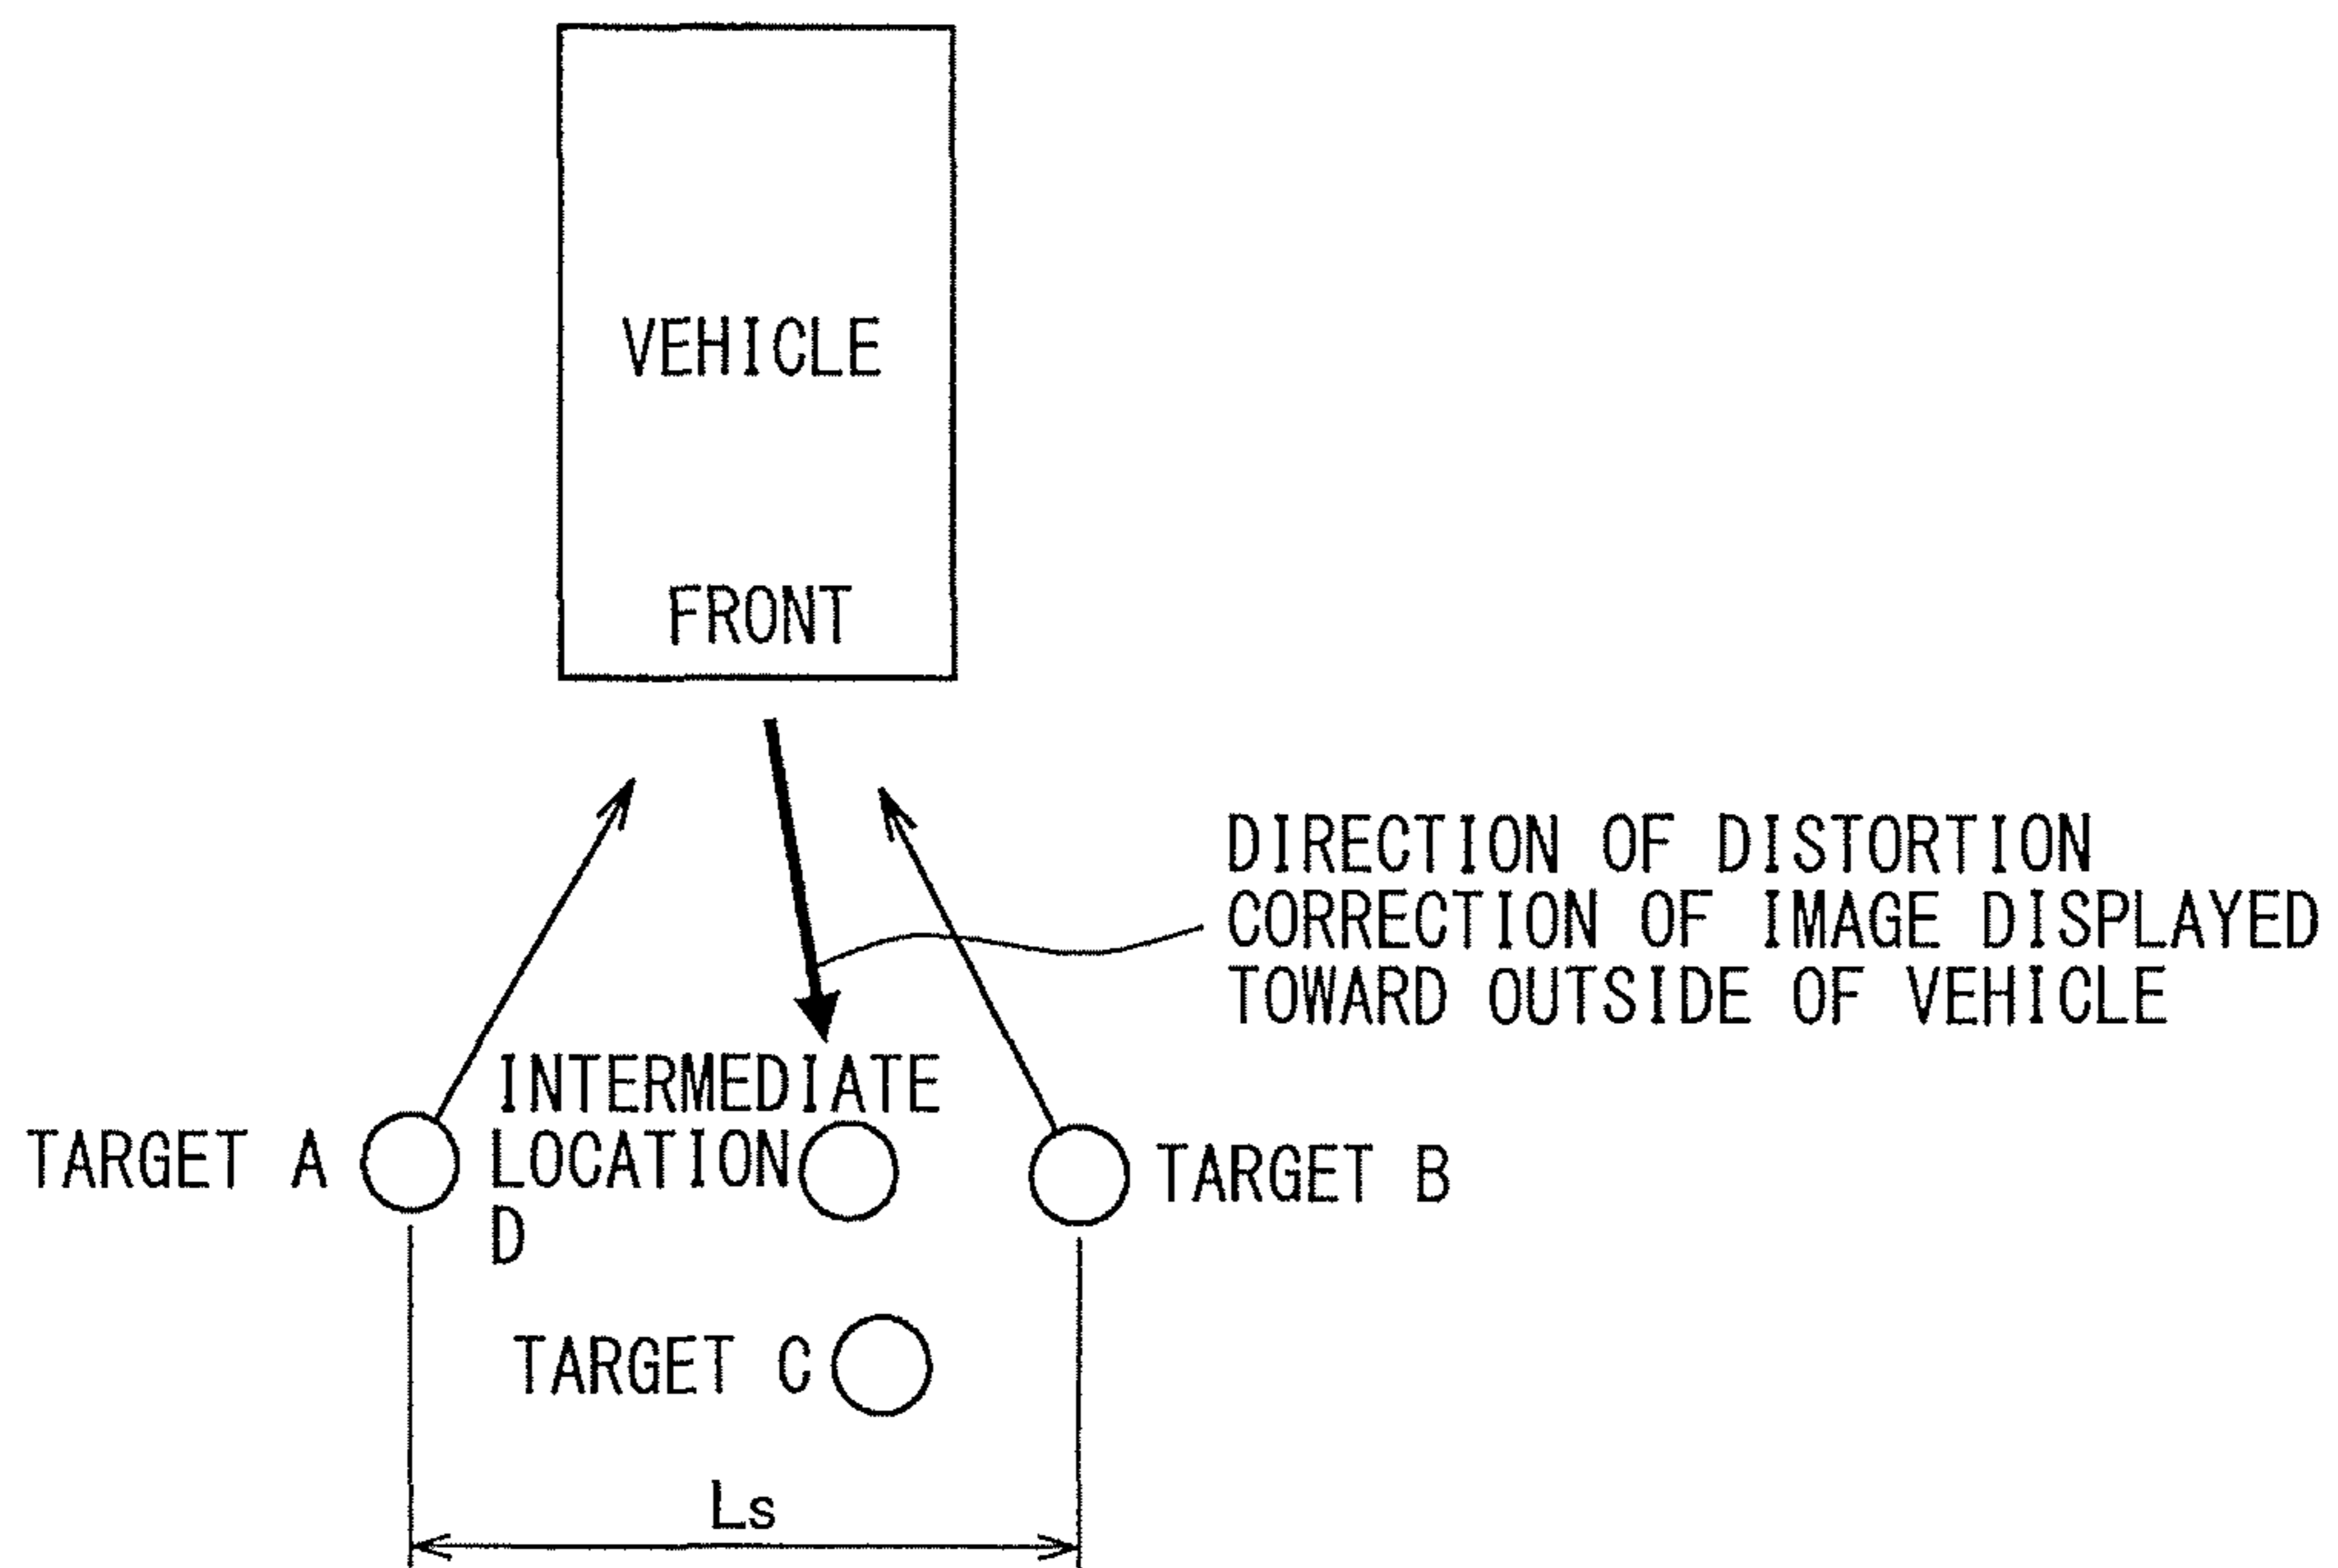 VEHICLE
FRONT
DIRECTION OF DISTORTION
CORRECTION OF IMAGE DISPLAYED
TOWARD OUTSIDE OF VEHICLE
INTERMEDIATE
LOCATION
D
TARGET A
TARGET B
TARGET C
Ls